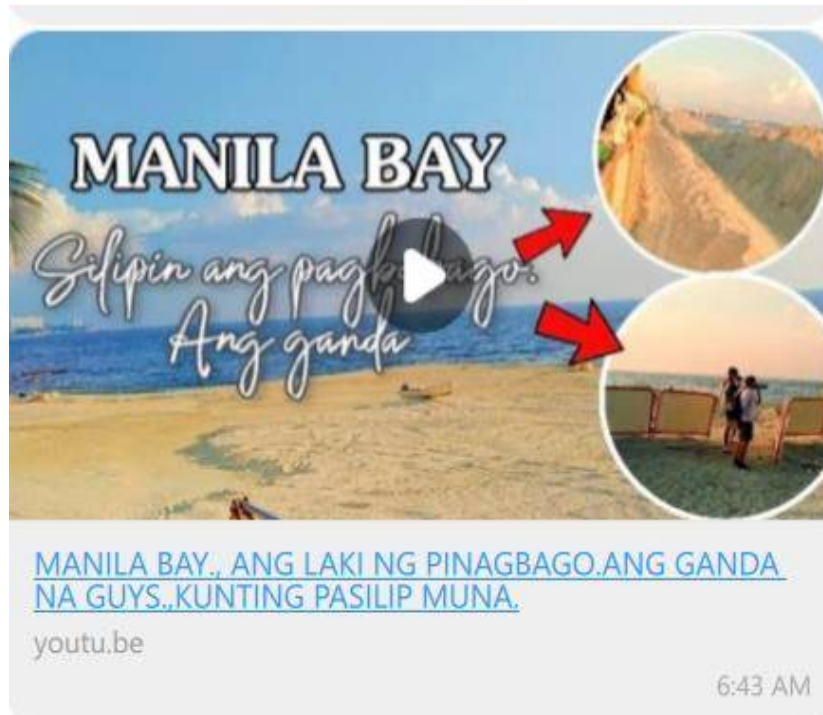 MANILA BAY
Silipin ang pagbabago.
Ang ganda
MANILA BAY., ANG LAKI NG PINAGBAGO.ANG GANDA
NA GUYS.,KUNTING PASILIP MUNA.
youtu.be
6:43 AM